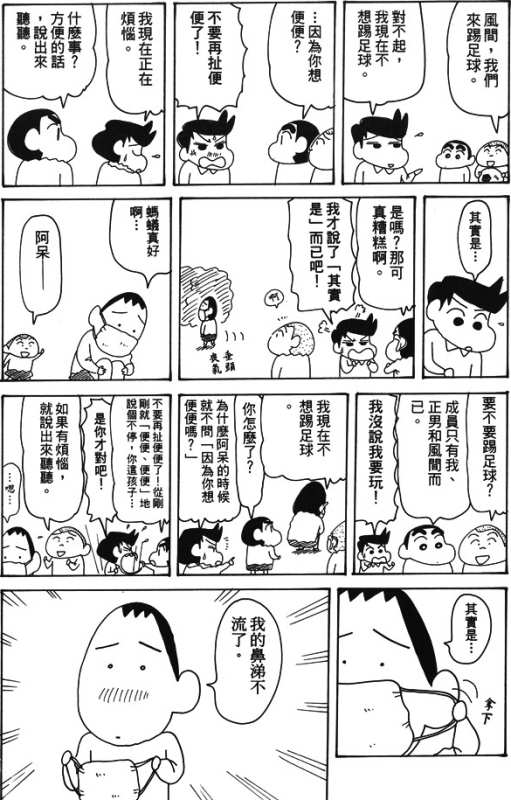 風間，我們
來踢足球。
對不起，
我現在不
想踢足球。
…因為你想
便便？
不要再扯便
便了！
我現在正在
煩惱。
什麼事？
方便的話
，說出來
聽聽。
其實是…
是嗎？那可
真糟糕啊。
我才說了「其實
是」而已吧！
啊
垂頭
喪氣
螞蟻真好
啊…
阿呆——
要不要踢足球？
成員只有我、
正男和風間而
已。
我沒說我要玩！
我現在不
想踢足球
你怎麼了？
為什麼阿呆的時候
就不問「因為你想
便便嗎？」
不要再扯便便了！從剛
剛就「便便、便便」地
說個不停，你這孩子…
是你才對吧！
如果有煩惱，
就說出來聽聽。
…嗯…
其實是…
拿下
我的鼻涕不
流了。